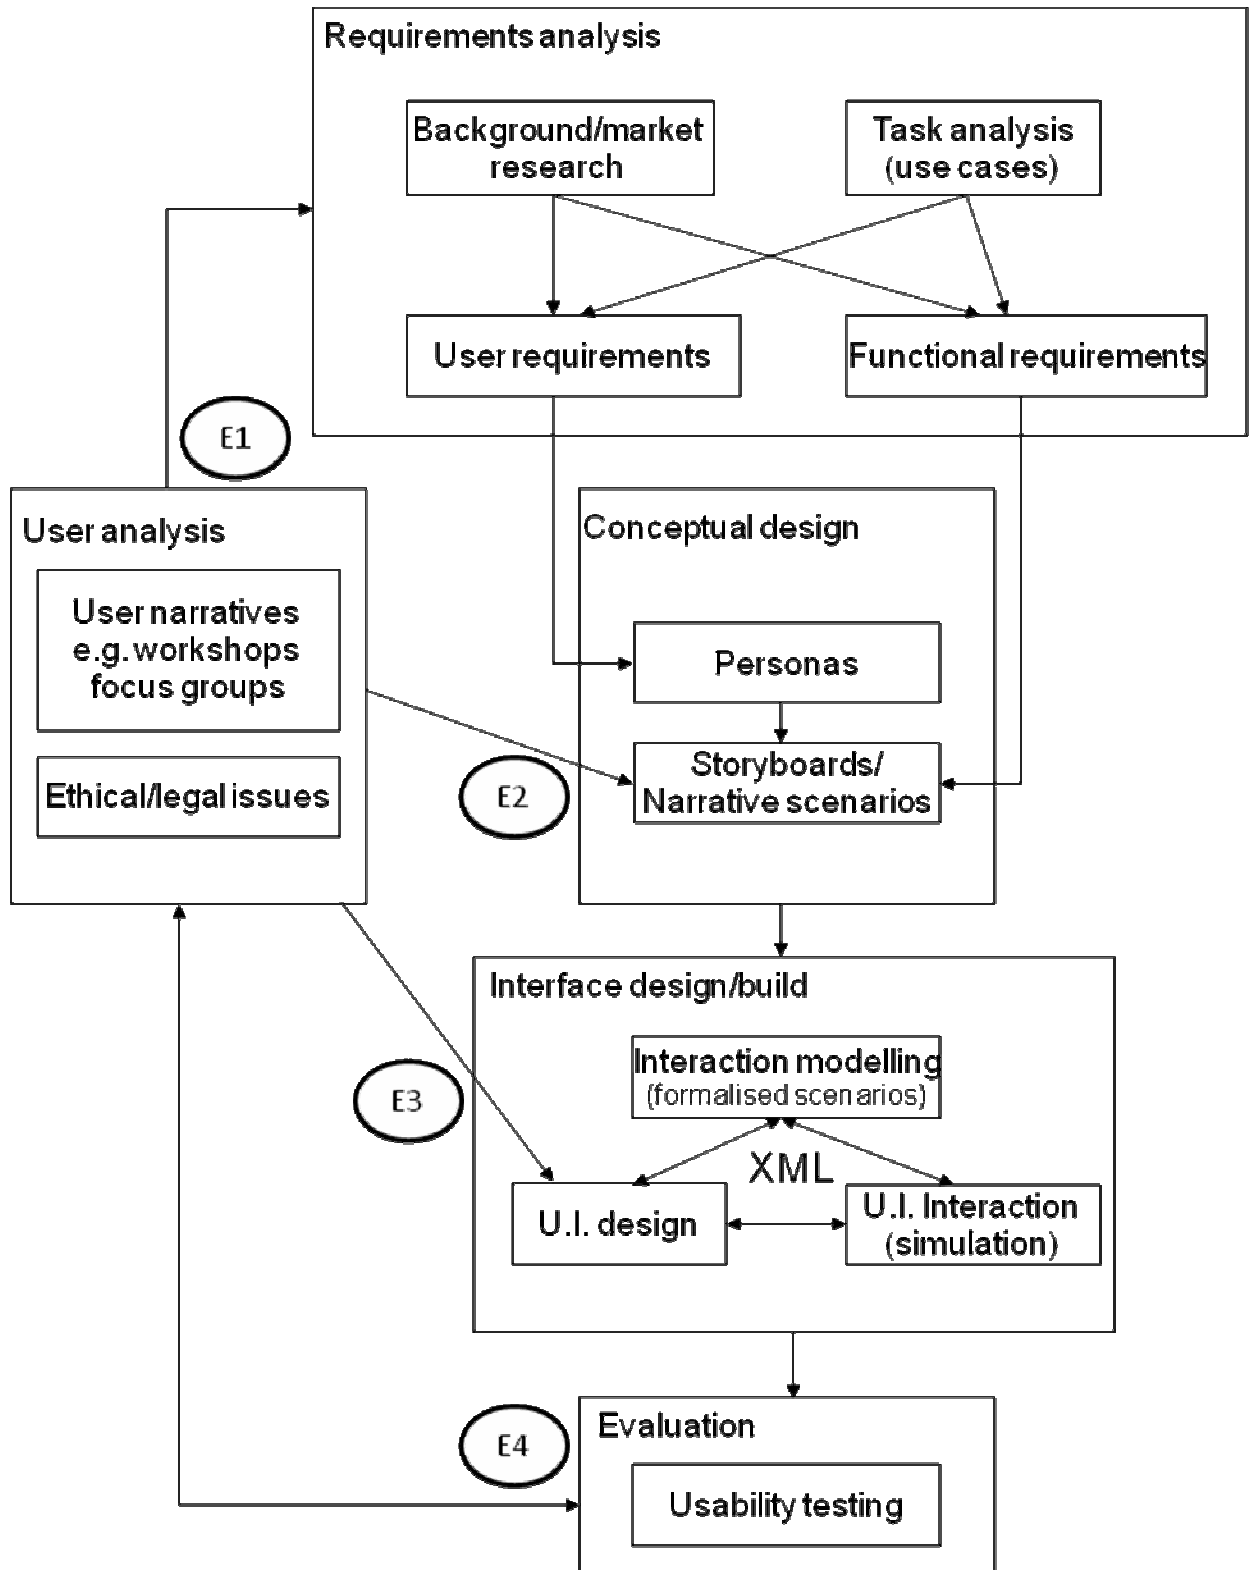 Requirements analysis
Background/market
research
Task analysis
(use cases)
User requirements
Functional requirements
E1
User analysis
User narratives
e.g. workshops
focus groups
Ethical/legal issues
Conceptual design
Personas
Storyboards/
Narrative scenarios
E2
Interface design/build
Interaction modelling
(formalised scenarios)
E3
XML
U.I. design
U.I. Interaction
(simulation)
E4
Evaluation
Usability testing